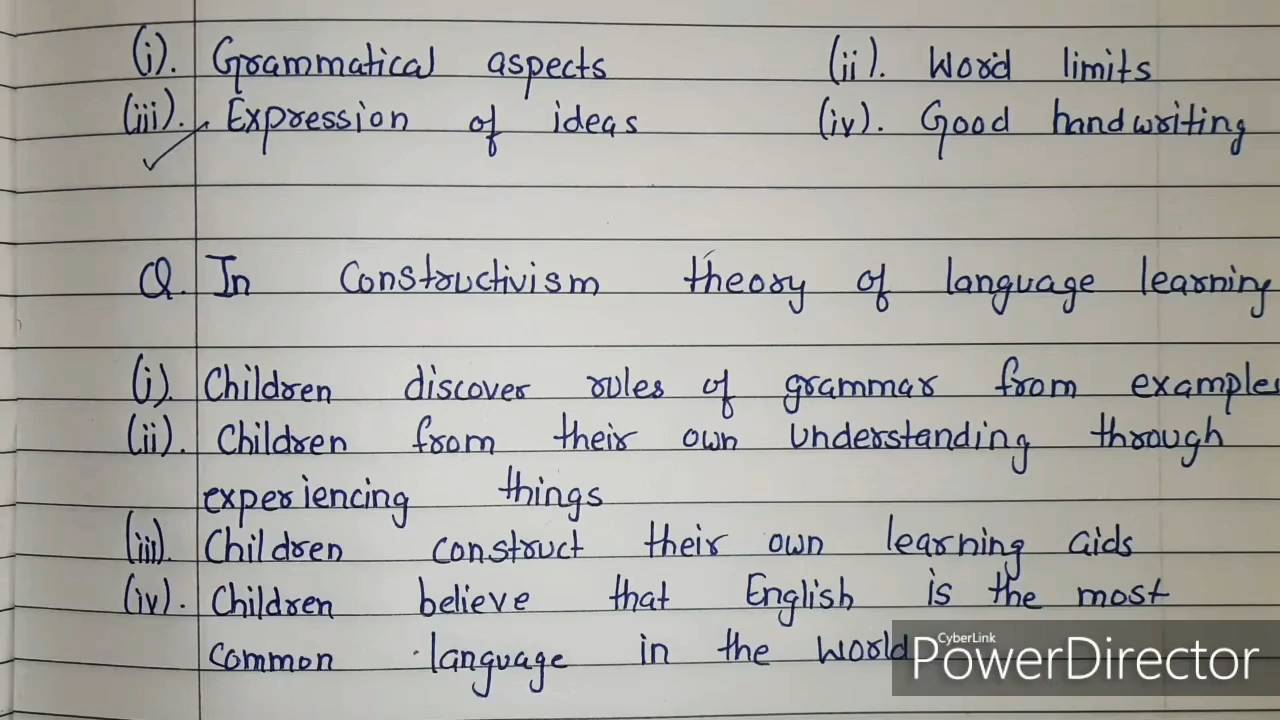 (i). Grammatical aspects (ii). Word limits
(iii). Expression of ideas (iv). Good handwriting
Q. In Constructivism theory of language learning
(i). Children discover rules of grammar from examples
(ii). Children from their own understanding through
experiencing things
(iii). Children construct their own learning aids
(iv). Children believe that English is the most
common language in the world
CyberLink
PowerDirector